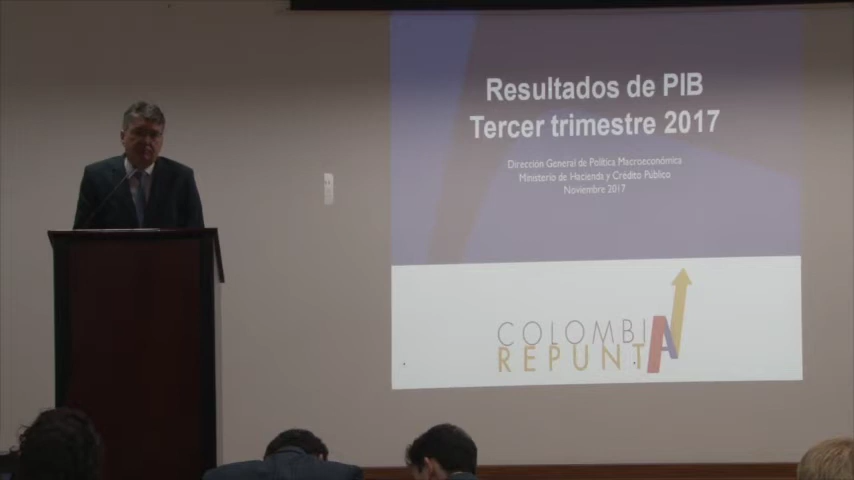 Resultados de PIB
Tercer trimestre 2017
Dirección General de Política Macroeconómica
Ministerio de Hacienda y Crédito Público
Noviembre 2017
COLOMBIA
REPUNTA